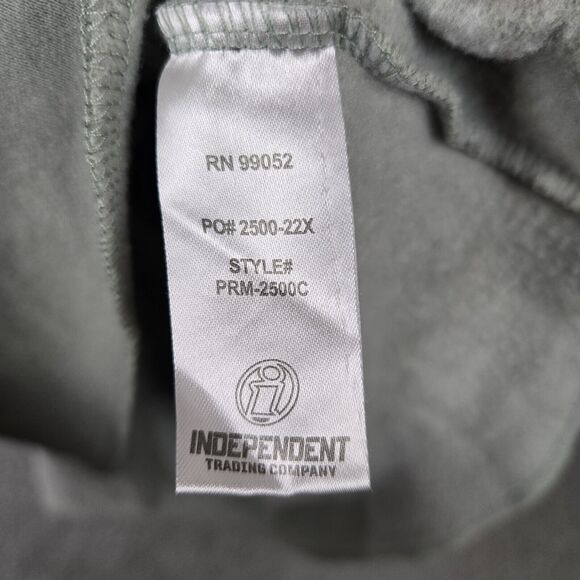 RN 99052
PO# 2500-22X
STYLE#
PRM-2500C
INDEPENDENT
TRADING COMPANY